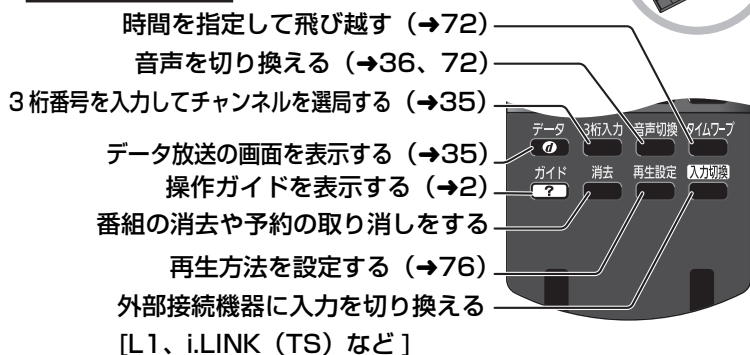 時間を指定して飛び越す（➜72）
音声を切り換える（➜36、72）
3桁番号を入力してチャンネルを選局する（➜35）
データ放送の画面を表示する（➜35）
操作ガイドを表示する（➜2）
番組の消去や予約の取り消しをする
再生方法を設定する（➜76）
外部接続機器に入力を切り換える
[L1、i.LINK（TS）など ]
データ 3桁入力 音声切換 タイムワープ
d
ガイド 消去 再生設定 入力切換
?